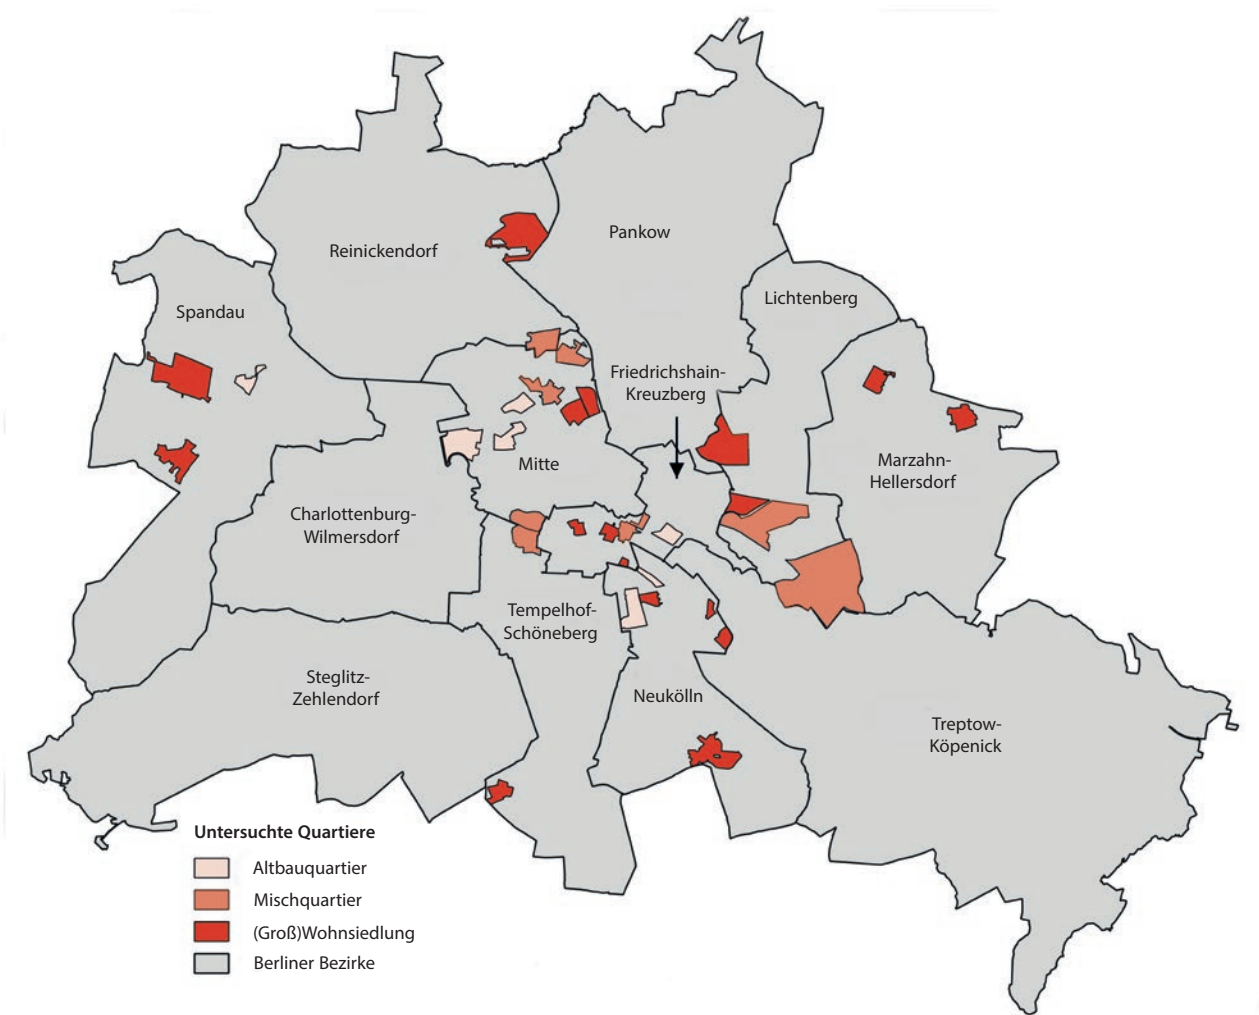 Reinickendorf
Pankow
Spandau
Lichtenberg
Friedrichshain-
Kreuzberg
Mitte
Marzahn-
Hellersdorf
Charlottenburg-
Wilmersdorf
Tempelhof-
Schöneberg
Steglitz-
Zehlendorf
Neukölln
Treptow-
Köpenick
Untersuchte Quartiere
Altbauquartier
Mischquartier
(Groß)Wohnsiedlung
Berliner Bezirke